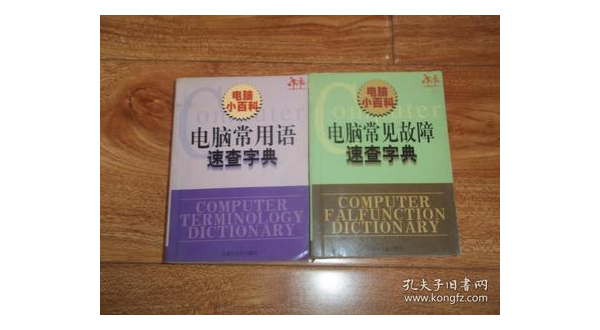 电脑
小百科
Computer
电脑常用语
速查字典
COMPUTER
TERMINOLOGY
DICTIONARY
电脑
小百科
Computer
电脑常见故障
速查字典
COMPUTER
FALFUNCTION
DICTIONARY
孔夫子旧书网
www.kongfz.com